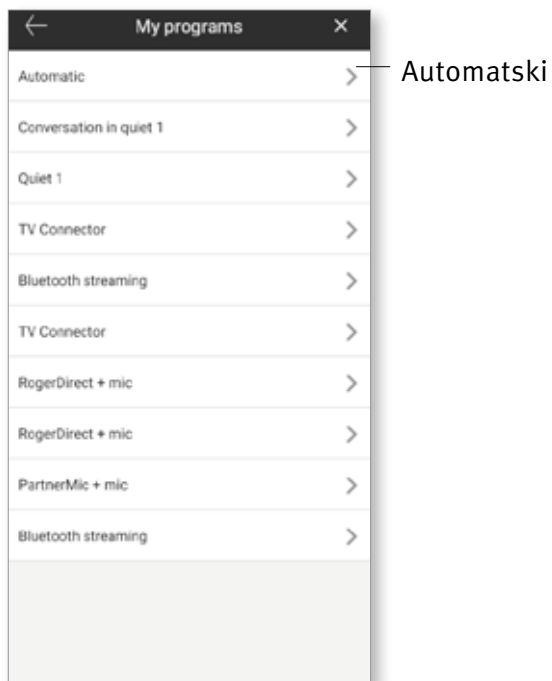 My programs
Automatic
Automatski
Conversation in quiet 1
Quiet 1
TV Connector
Bluetooth streaming
TV Connector
RogerDirect + mic
RogerDirect + mic
PartnerMic + mic
Bluetooth streaming